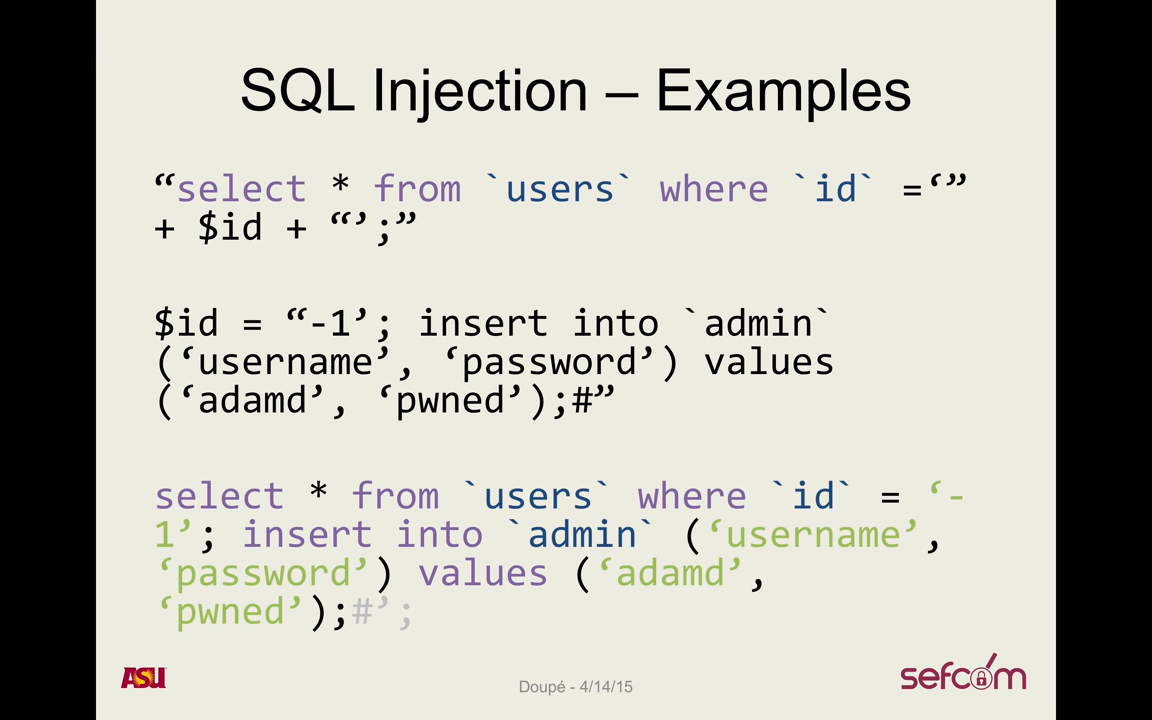 SQL Injection – Examples
“select * from `users` where `id` =‘”
+ $id + “’;”
$id = “-1’; insert into `admin`
(‘username’, ‘password’) values
(‘adamd’, ‘pwned’);#”
select * from `users` where `id` = ‘-
1’; insert into `admin` (‘username’,
‘password’) values (‘adamd’,
‘pwned’);#’;
ASU
Doupé - 4/14/15
sefcom